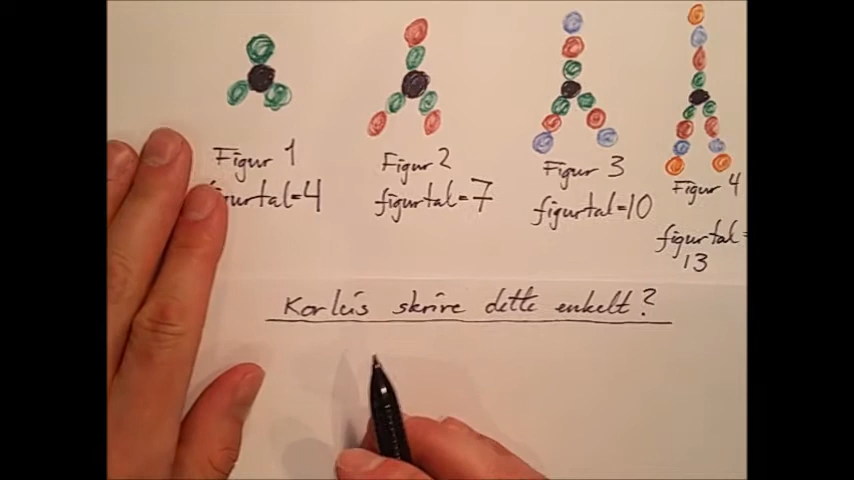 Figur 1
figurtal=4
Figur 2
figurtal=7
Figur 3
figurtal=10
Figur 4
figurtal=
13
Korleis skrive dette enkelt?